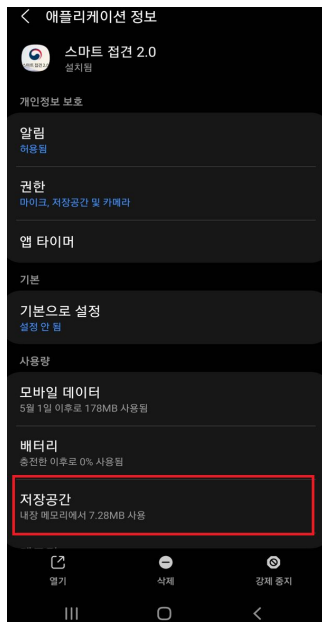 애플리케이션 정보
스마트 접견 2.0
설치됨
개인정보 보호
알림
허용됨
권한
마이크, 저장공간 및 카메라
앱 타이머
기본
기본으로 설정
설정 안 됨
사용량
모바일 데이터
5월 1일 이후로 178MB 사용됨
배터리
충전한 이후로 0% 사용됨
저장공간
내장 메모리에서 7.28MB 사용
열기
삭제
강제 중지